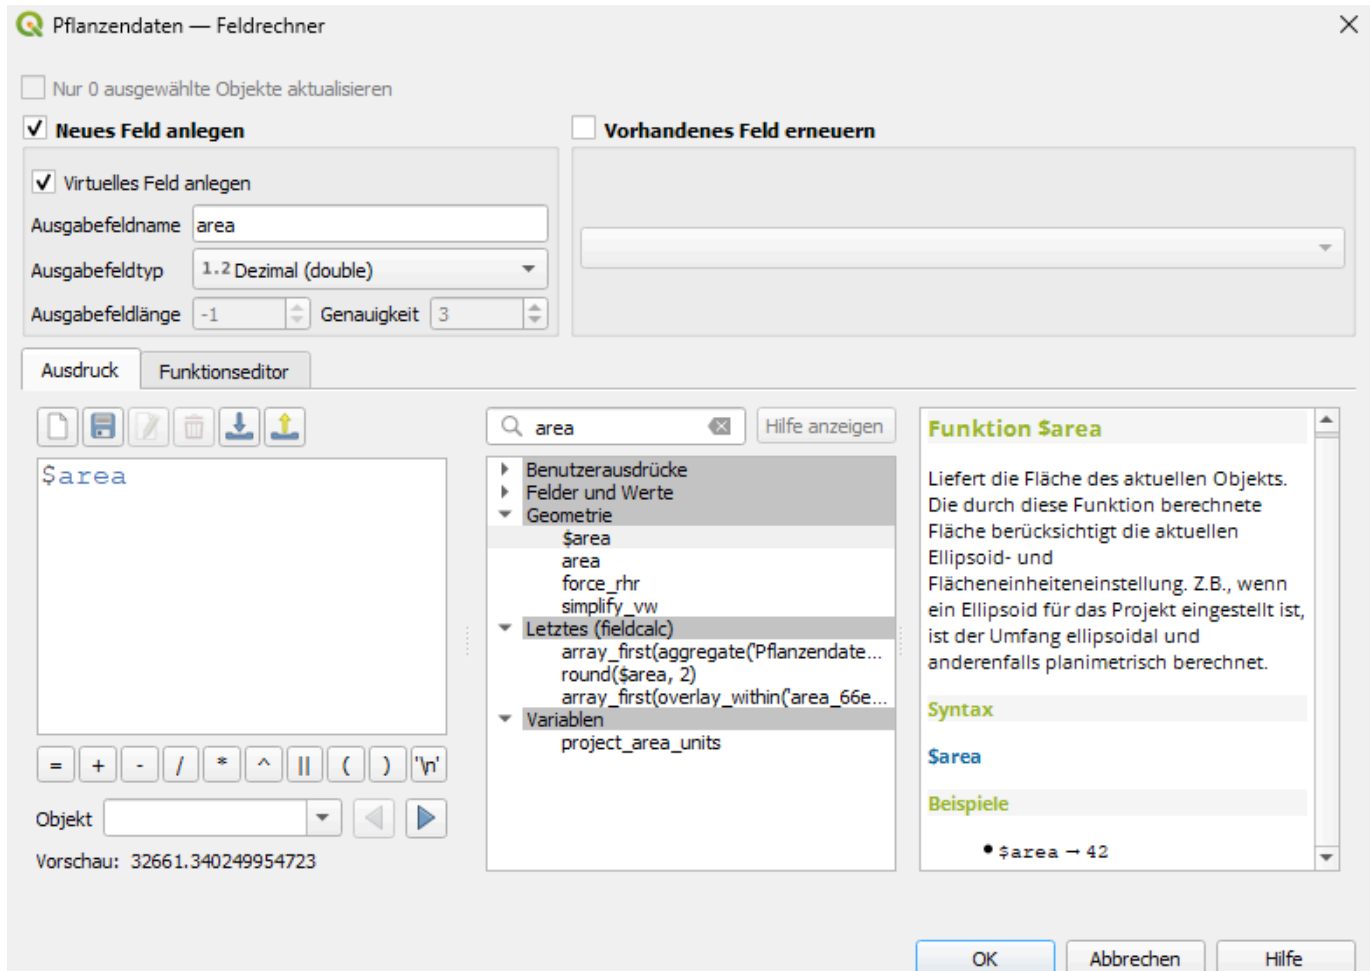 Pflanzendaten — Feldrechner
Nur 0 ausgewählte Objekte aktualisieren
Neues Feld anlegen
Vorhandenes Feld erneuern
Virtuelles Feld anlegen
Ausgabefeldname area
Ausgabefeldtyp 1.2 Dezimal (double)
Ausgabefeldlänge -1 Genauigkeit 3
Ausdruck Funktionseditor
$area
= + - / * ^ || ( ) '\n'
Objekt
Vorschau: 32661.340249954723
area Hilfe anzeigen
Benutzerausdrücke
Felder und Werte
Geometrie
$area
area
force_rhr
simplify_vw
Letztes (fieldcalc)
array_first(aggregate('Pflanzendate...
round($area, 2)
array_first(overlay_within('area_66e...
Variablen
project_area_units
Funktion $area
Liefert die Fläche des aktuellen Objekts.
Die durch diese Funktion berechnete
Fläche berücksichtigt die aktuellen
Ellipsoid- und
Flächeneinheiteneinstellung. Z.B., wenn
ein Ellipsoid für das Projekt eingestellt ist,
ist der Umfang ellipsoidal und
anderenfalls planimetrisch berechnet.
Syntax
$area
Beispiele
• $area → 42
OK Abbrechen Hilfe